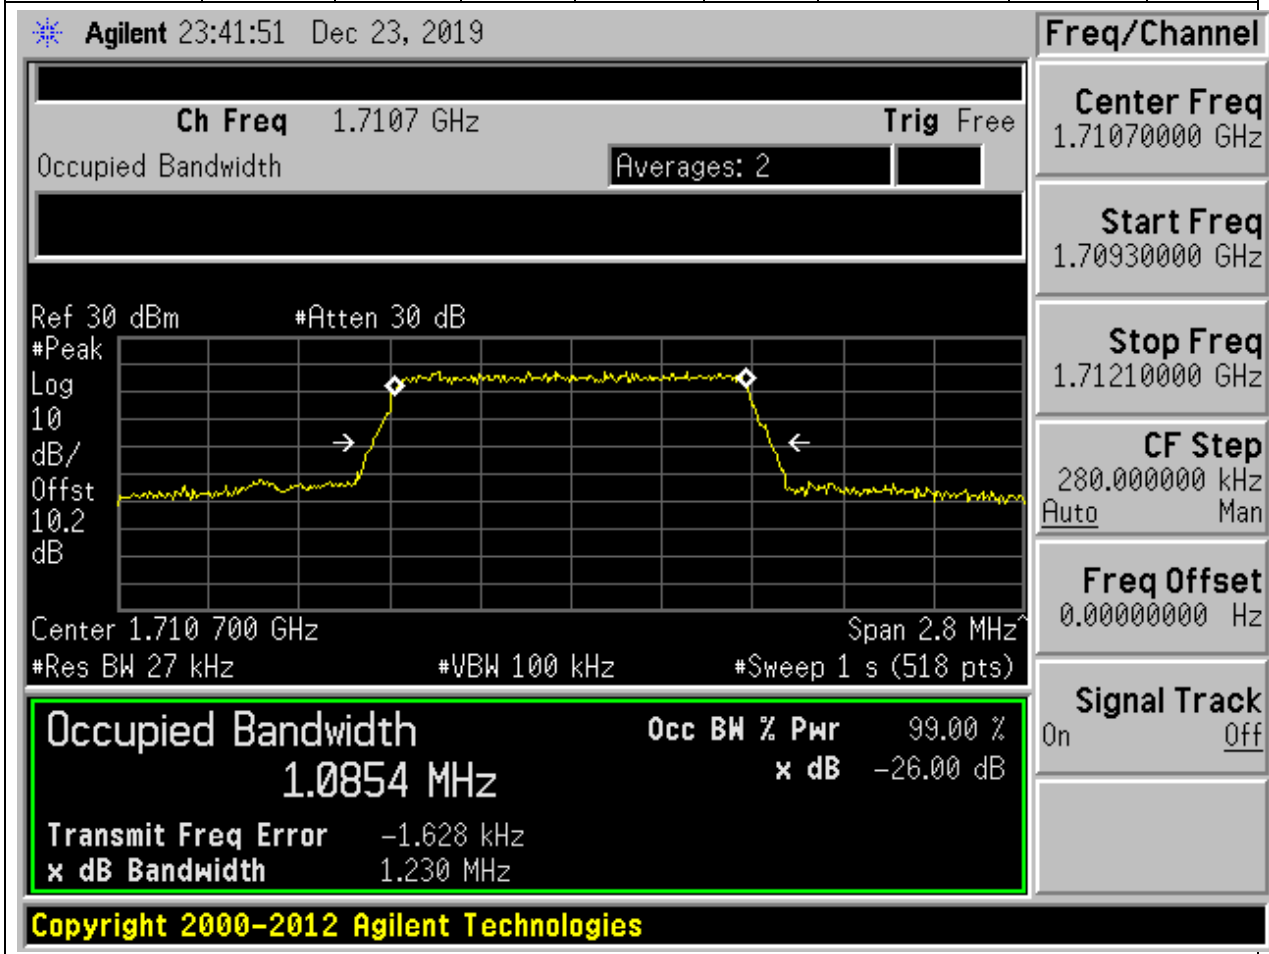 Agilent 23:41:51 Dec 23, 2019
Freq/Channel
Ch Freq 1.7107 GHz
Trig Free
Occupied Bandwidth
Averages: 2
Center Freq
1.71070000 GHz
Start Freq
1.70930000 GHz
Stop Freq
1.71210000 GHz
CF Step
280.000000 kHz
Auto Man
Freq Offset
0.00000000 Hz
Signal Track
On Off
Ref 30 dBm #Atten 30 dB
#Peak
Log
10
dB/
Offst
10.2
dB
Center 1.710 700 GHz Span 2.8 MHz^
#Res BW 27 kHz #VBW 100 kHz #Sweep 1 s (518 pts)
Occupied Bandwidth
1.0854 MHz
Occ BW % Pwr 99.00 %
x dB -26.00 dB
Transmit Freq Error -1.628 kHz
x dB Bandwidth 1.230 MHz
Copyright 2000-2012 Agilent Technologies